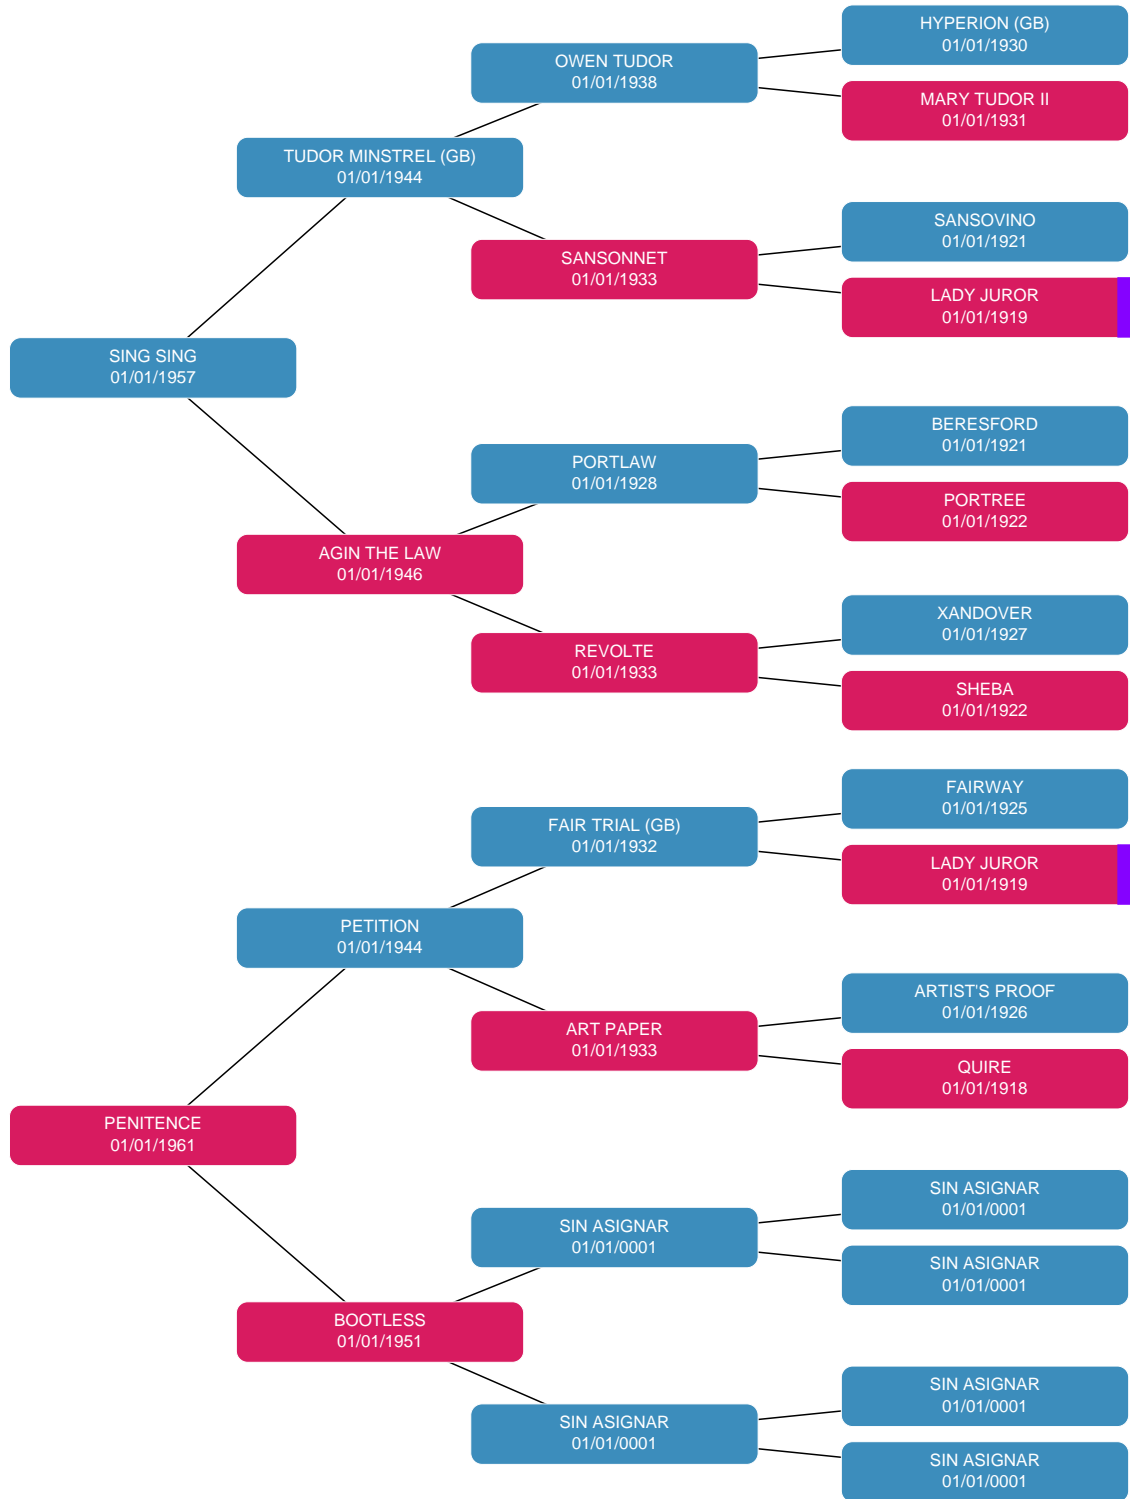 HYPERION (GB)
01/01/1930
OWEN TUDOR
01/01/1938
MARY TUDOR II
01/01/1931
TUDOR MINSTREL (GB)
01/01/1944
SANSOVINO
01/01/1921
SANSONNET
01/01/1933
LADY JUROR
01/01/1919
SING SING
01/01/1957
BERESFORD
01/01/1921
PORTLAW
01/01/1928
PORTREE
01/01/1922
AGIN THE LAW
01/01/1946
XANDOVER
01/01/1927
REVOLTE
01/01/1933
SHEBA
01/01/1922
FAIRWAY
01/01/1925
FAIR TRIAL (GB)
01/01/1932
LADY JUROR
01/01/1919
PETITION
01/01/1944
ARTIST'S PROOF
01/01/1926
ART PAPER
01/01/1933
QUIRE
01/01/1918
PENITENCE
01/01/1961
SIN ASIGNAR
01/01/0001
SIN ASIGNAR
01/01/0001
SIN ASIGNAR
01/01/0001
BOOTLESS
01/01/1951
SIN ASIGNAR
01/01/0001
SIN ASIGNAR
01/01/0001
SIN ASIGNAR
01/01/0001